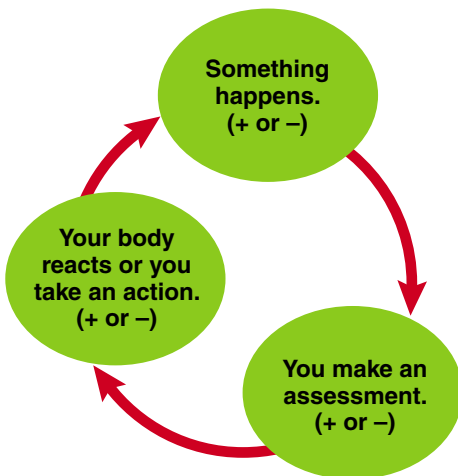 Something
happens.
(+ or –)
Your body
reacts or you
take an action.
(+ or –)
You make an
assessment.
(+ or –)